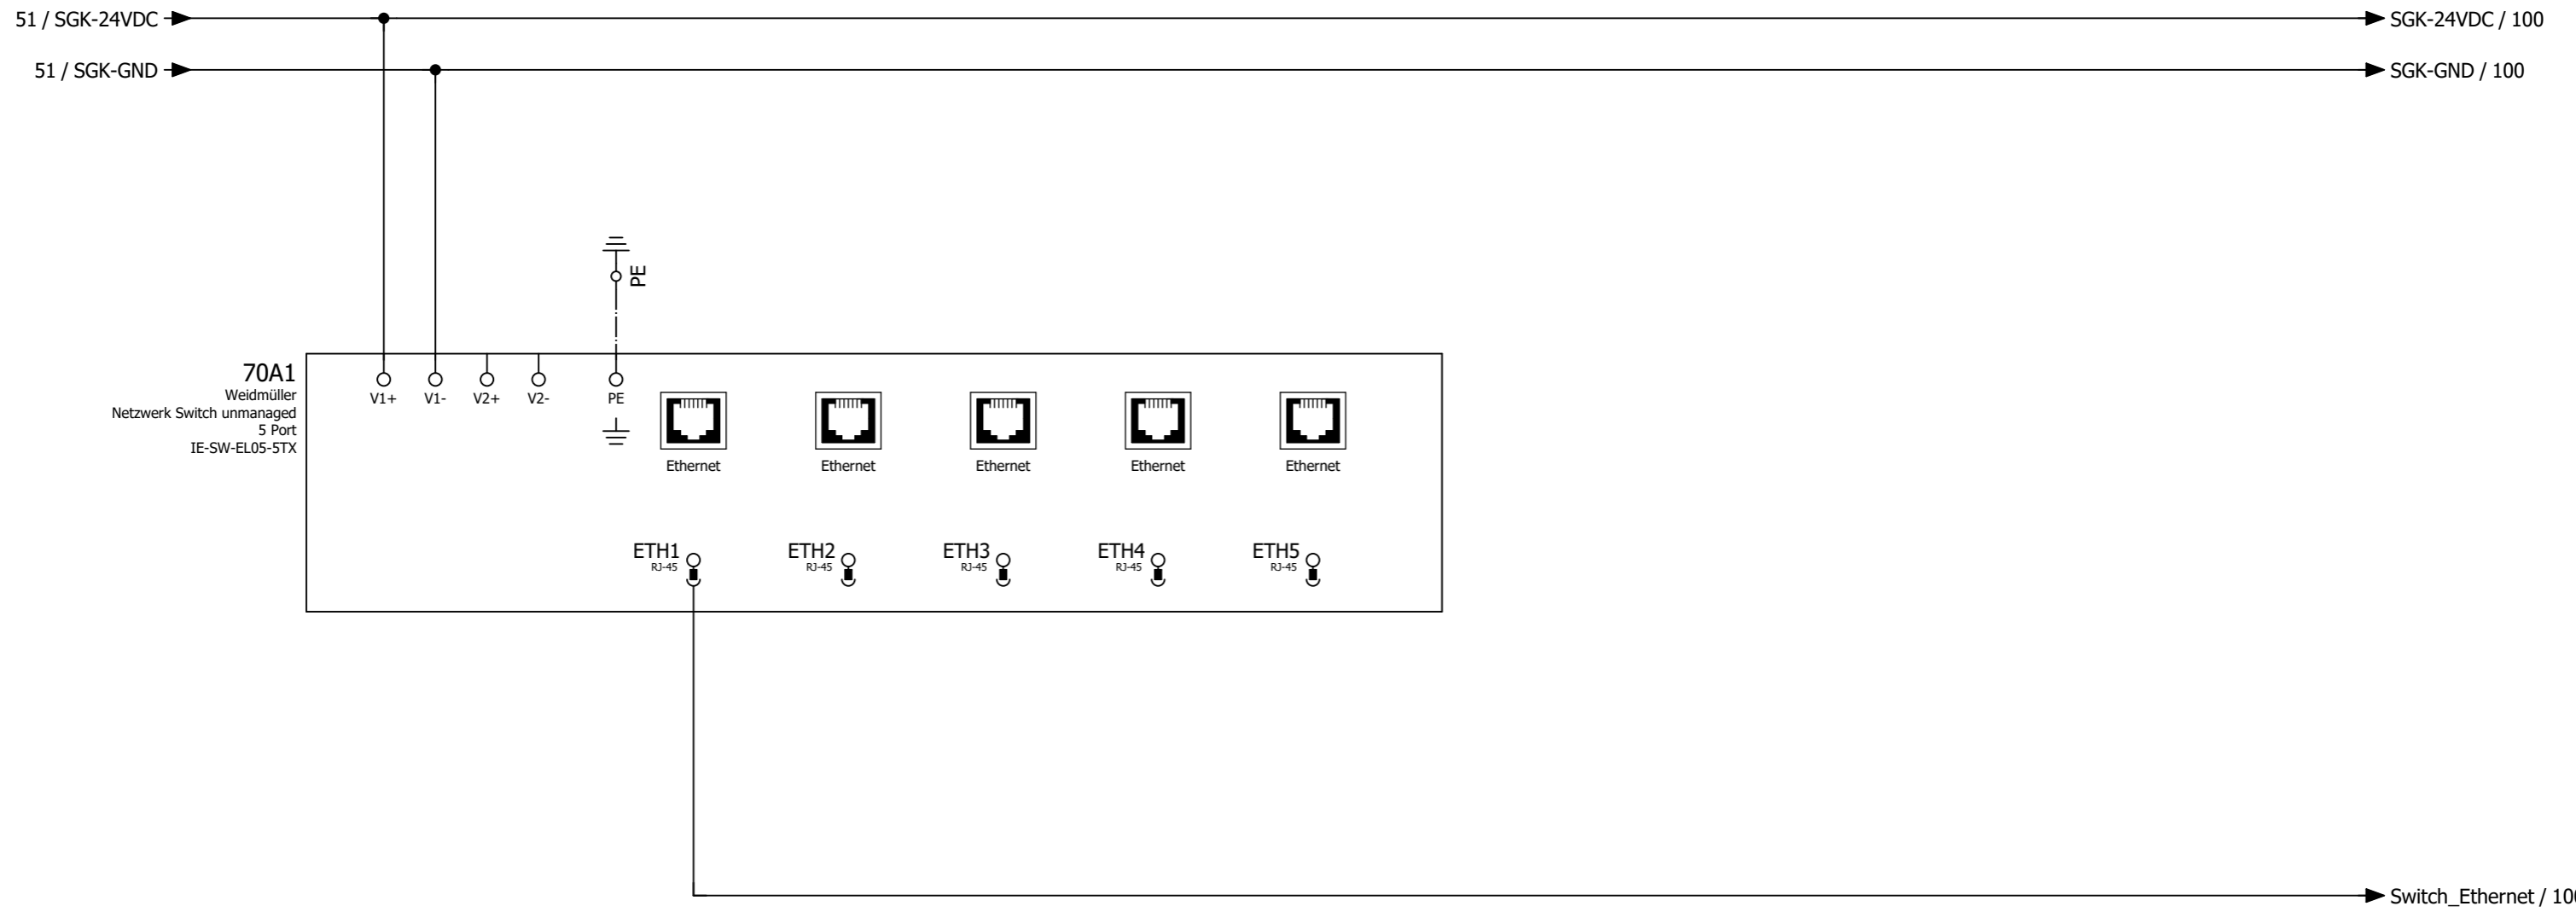 51 / SGK-24VDC
SGK-24VDC / 100
51 / SGK-GND
SGK-GND / 100
PE
70A1
Weidmüller
Netzwerk Switch unmanaged
5 Port
IE-SW-EL05-5TX
V1+ V1- V2+ V2- PE
Ethernet Ethernet Ethernet Ethernet Ethernet
ETH1 ETH2 ETH3 ETH4 ETH5
RJ-45 RJ-45 RJ-45 RJ-45 RJ-45
Switch_Ethernet / 10